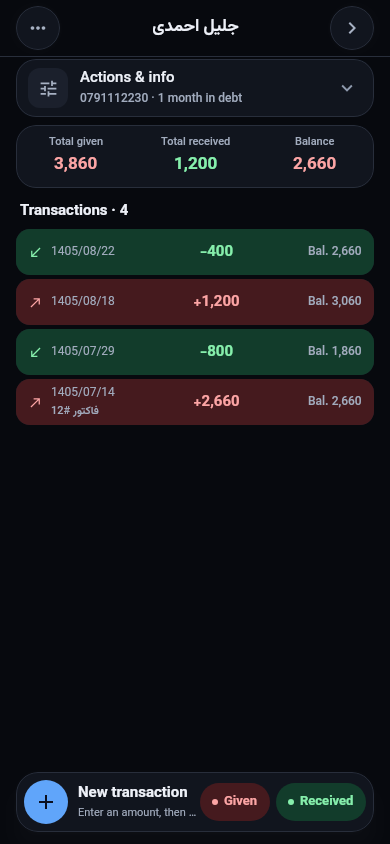 جلیل احمدی
Actions & info
0791112230 · 1 month in debt
Total given
3,860
Total received
1,200
Balance
2,660
Transactions · 4
1405/08/22 −400 Bal. 2,660
1405/08/18 +1,200 Bal. 3,060
1405/07/29 −800 Bal. 1,860
1405/07/14 +2,660 Bal. 2,660
فاکتور #12
New transaction
Enter an amount, then …
Given
Received